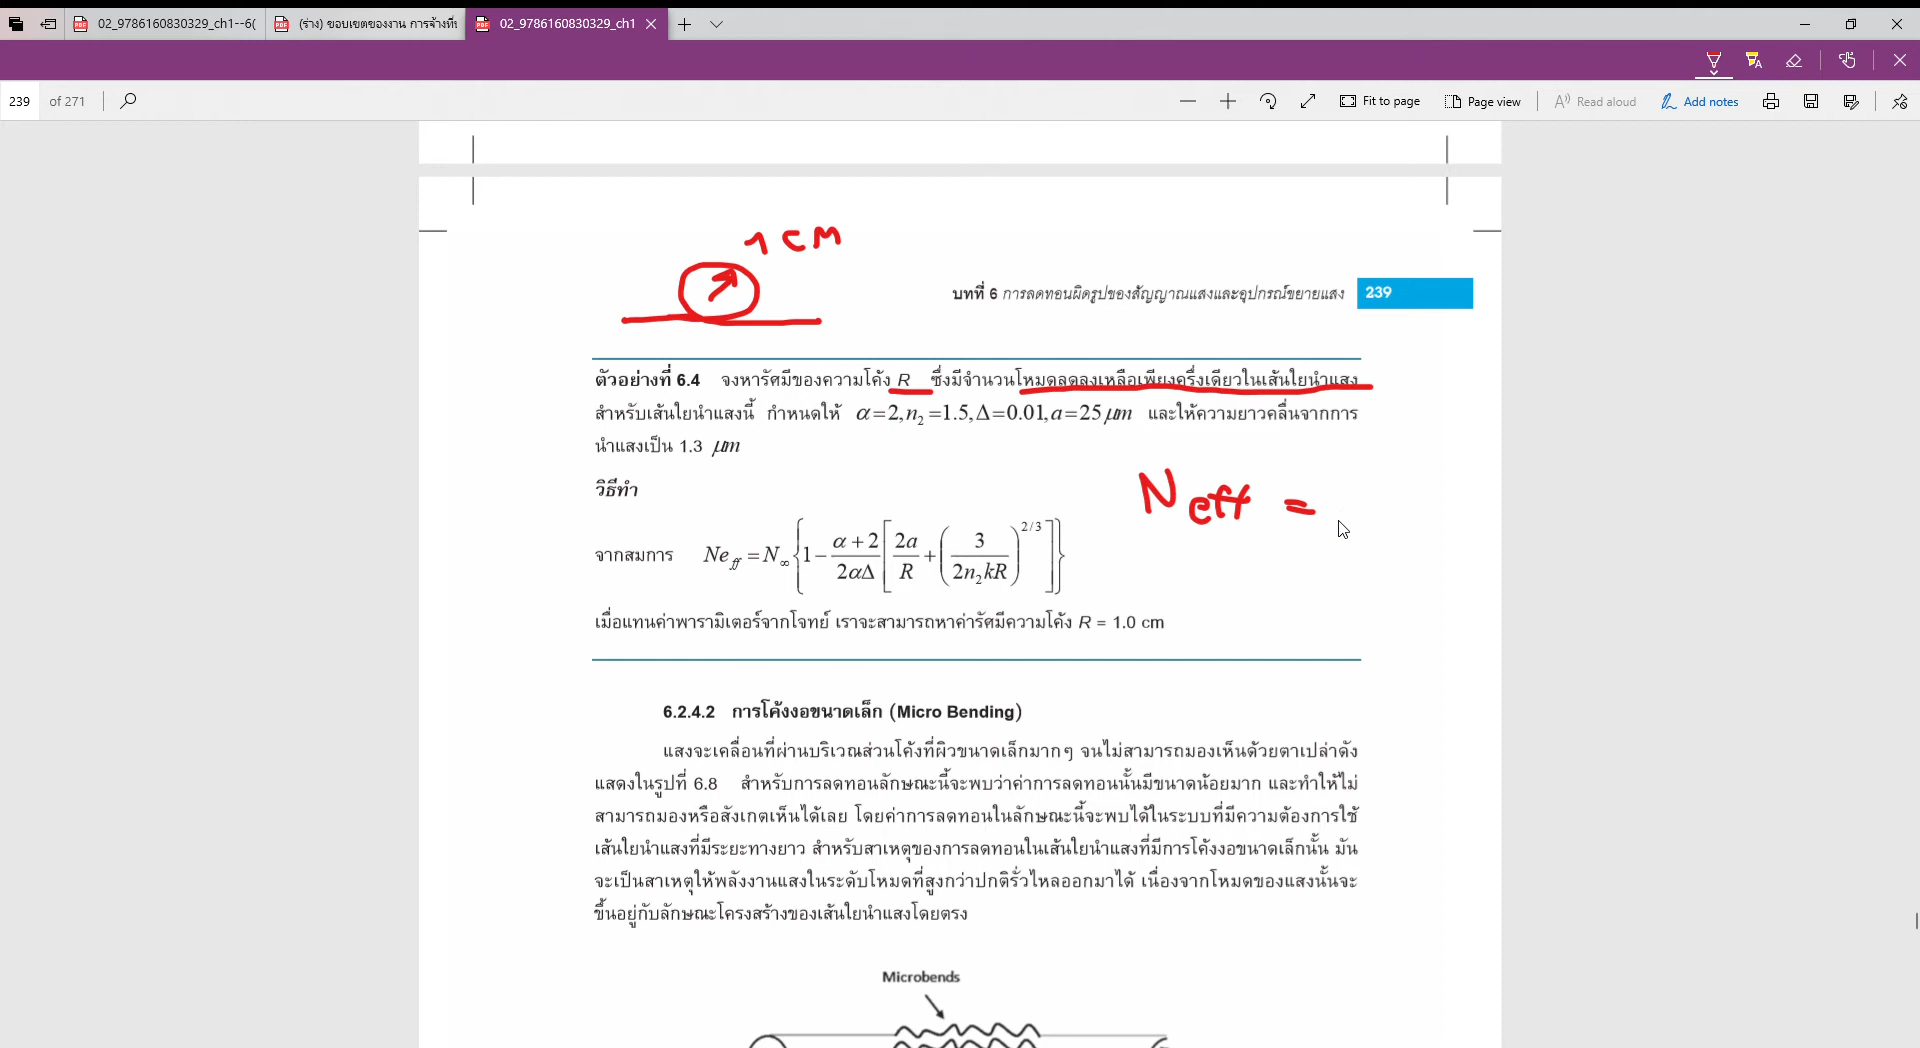 02_9786160830329_ch1--6(
(ร่าง) ขอบเขตของงาน การจ้างที่ป
02_9786160830329_ch1
239 of 271
Fit to page
Page view
Read aloud
Add notes
1 cm
บทที่ 6 การลดทอนผิดรูปของสัญญาณแสงและอุปกรณ์ขยายแสง 239
ตัวอย่างที่ 6.4 จงหารัศมีของความโค้ง R ซึ่งมีจำนวนโหมดลดลงเหลือเพียงครึ่งเดียวในเส้นใยนำแสง
สำหรับเส้นใยนำแสงนี้ กำหนดให้ α=2, n₂=1.5, Δ=0.01, a=25 μm และให้ความยาวคลื่นจากการ
นำแสงเป็น 1.3 μm
วิธีทำ
Neff =
จากสมการ Ne_ff = N_∞ {1 − (α+2)/(2αΔ) [2a/R + (3/(2n₂kR))^(2/3)]}
เมื่อแทนค่าพารามิเตอร์จากโจทย์ เราจะสามารถหาค่ารัศมีความโค้ง R = 1.0 cm
6.2.4.2 การโค้งงอขนาดเล็ก (Micro Bending)
แสงจะเคลื่อนที่ผ่านบริเวณส่วนโค้งที่ผิวขนาดเล็กมากๆ จนไม่สามารถมองเห็นด้วยตาเปล่าดัง
แสดงในรูปที่ 6.8 สำหรับการลดทอนลักษณะนี้จะพบว่าค่าการลดทอนนั้นมีขนาดน้อยมาก และทำให้ไม่
สามารถมองหรือสังเกตเห็นได้เลย โดยค่าการลดทอนในลักษณะนี้จะพบได้ในระบบที่มีความต้องการใช้
เส้นใยนำแสงที่มีระยะทางยาว สำหรับสาเหตุของการลดทอนในเส้นใยนำแสงที่มีการโค้งงอขนาดเล็กนั้น มัน
จะเป็นสาเหตุให้พลังงานแสงในระดับโหมดที่สูงกว่าปกติรั่วไหลออกมาได้ เนื่องจากโหมดของแสงนั้นจะ
ขึ้นอยู่กับลักษณะโครงสร้างของเส้นใยนำแสงโดยตรง
Microbends